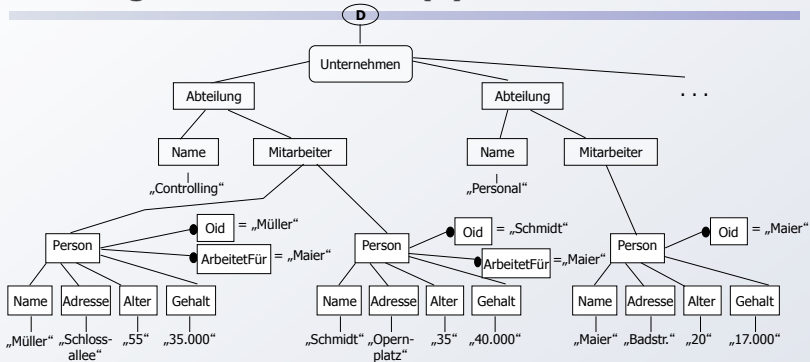 D
Unternehmen
Abteilung
Abteilung
. . .
Name
Mitarbeiter
Name
Mitarbeiter
„Controlling“
„Personal“
Person
Oid
= „Müller“
ArbeitetFür
= „Maier“
Person
Oid
= „Schmidt“
ArbeitetFür
=„Maier“
Person
Oid
= „Maier“
Name
Adresse
Alter
Gehalt
Name
Adresse
Alter
Gehalt
Name
Adresse
Alter
Gehalt
„Müller“
„Schloss-
allee“
„55“
„35.000“
„Schmidt“
„Opern-
platz“
„35“
„40.000“
„Maier“
„Badstr.“
„20“
„17.000“